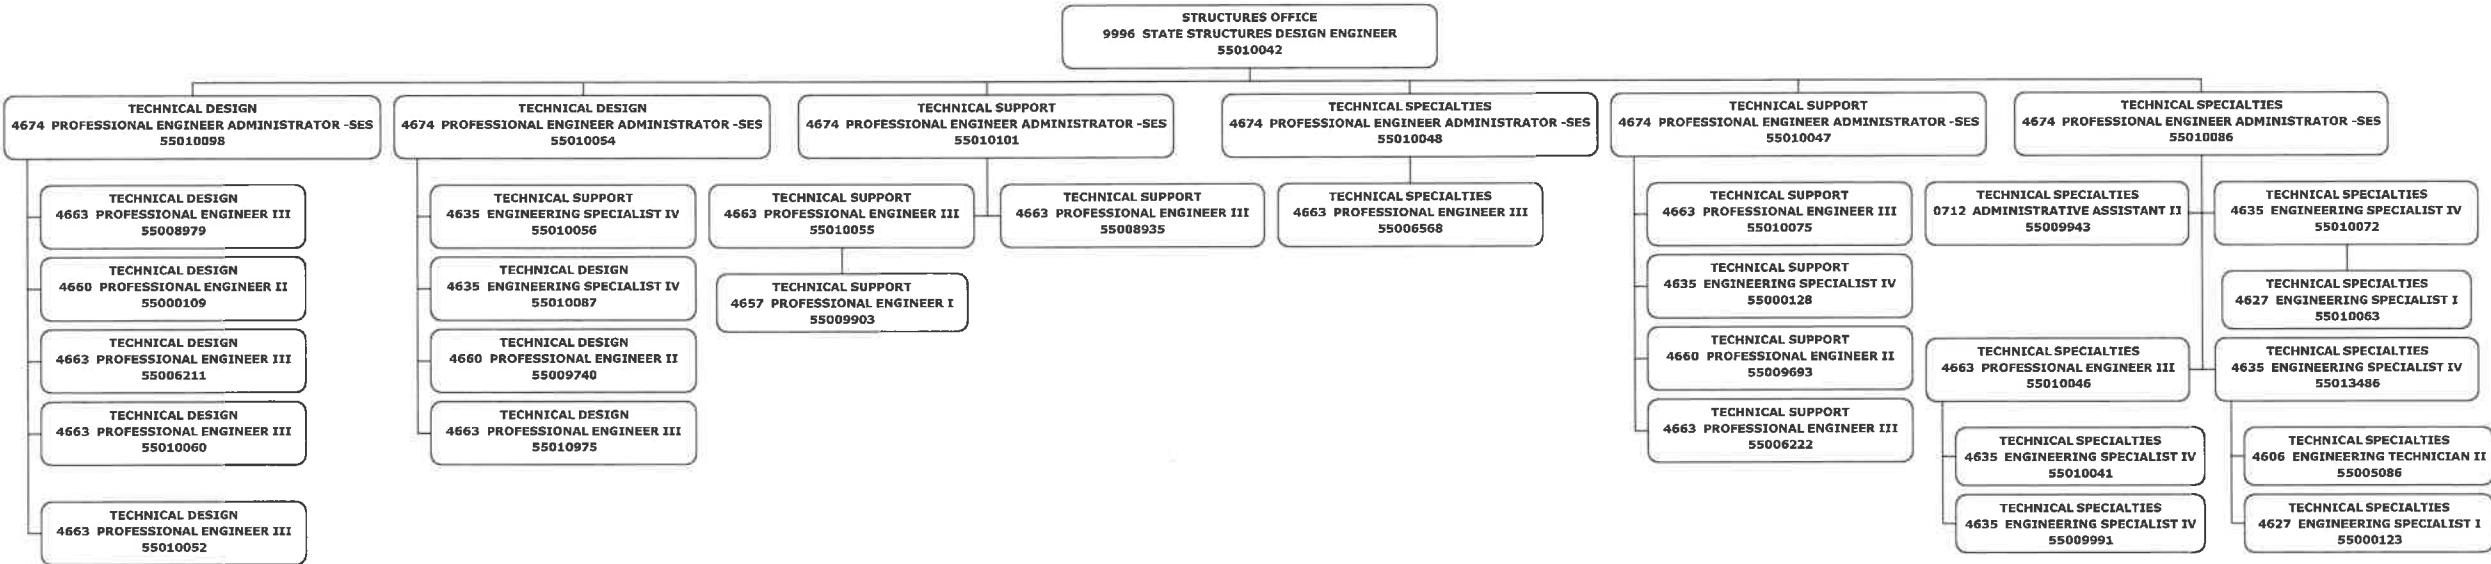 STRUCTURES OFFICE
9996 STATE STRUCTURES DESIGN ENGINEER
55010042
TECHNICAL DESIGN
4674 PROFESSIONAL ENGINEER ADMINISTRATOR -SES
55010098
TECHNICAL DESIGN
4674 PROFESSIONAL ENGINEER ADMINISTRATOR -SES
55010054
TECHNICAL SUPPORT
4674 PROFESSIONAL ENGINEER ADMINISTRATOR -SES
55010101
TECHNICAL SPECIALTIES
4674 PROFESSIONAL ENGINEER ADMINISTRATOR -SES
55010048
TECHNICAL SUPPORT
4674 PROFESSIONAL ENGINEER ADMINISTRATOR -SES
55010047
TECHNICAL SPECIALTIES
4674 PROFESSIONAL ENGINEER ADMINISTRATOR -SES
55010086
TECHNICAL DESIGN
4663 PROFESSIONAL ENGINEER III
55008979
TECHNICAL DESIGN
4660 PROFESSIONAL ENGINEER II
55000109
TECHNICAL DESIGN
4663 PROFESSIONAL ENGINEER III
55006211
TECHNICAL DESIGN
4663 PROFESSIONAL ENGINEER III
55010060
TECHNICAL DESIGN
4663 PROFESSIONAL ENGINEER III
55010052
TECHNICAL SUPPORT
4635 ENGINEERING SPECIALIST IV
55010056
TECHNICAL DESIGN
4635 ENGINEERING SPECIALIST IV
55010087
TECHNICAL DESIGN
4660 PROFESSIONAL ENGINEER II
55009740
TECHNICAL DESIGN
4663 PROFESSIONAL ENGINEER III
55010975
TECHNICAL SUPPORT
4663 PROFESSIONAL ENGINEER III
55010055
TECHNICAL SUPPORT
4663 PROFESSIONAL ENGINEER III
55008935
TECHNICAL SUPPORT
4657 PROFESSIONAL ENGINEER I
55009903
TECHNICAL SPECIALTIES
4663 PROFESSIONAL ENGINEER III
55006568
TECHNICAL SUPPORT
4663 PROFESSIONAL ENGINEER III
55010075
TECHNICAL SUPPORT
4635 ENGINEERING SPECIALIST IV
55000128
TECHNICAL SUPPORT
4660 PROFESSIONAL ENGINEER II
55009693
TECHNICAL SUPPORT
4663 PROFESSIONAL ENGINEER III
55006222
TECHNICAL SPECIALTIES
0712 ADMINISTRATIVE ASSISTANT II
55009943
TECHNICAL SPECIALTIES
4635 ENGINEERING SPECIALIST IV
55010072
TECHNICAL SPECIALTIES
4627 ENGINEERING SPECIALIST I
55010063
TECHNICAL SPECIALTIES
4663 PROFESSIONAL ENGINEER III
55010046
TECHNICAL SPECIALTIES
4635 ENGINEERING SPECIALIST IV
55013486
TECHNICAL SPECIALTIES
4635 ENGINEERING SPECIALIST IV
55010041
TECHNICAL SPECIALTIES
4635 ENGINEERING SPECIALIST IV
55009991
TECHNICAL SPECIALTIES
4606 ENGINEERING TECHNICIAN II
55005086
TECHNICAL SPECIALTIES
4627 ENGINEERING SPECIALIST I
55000123